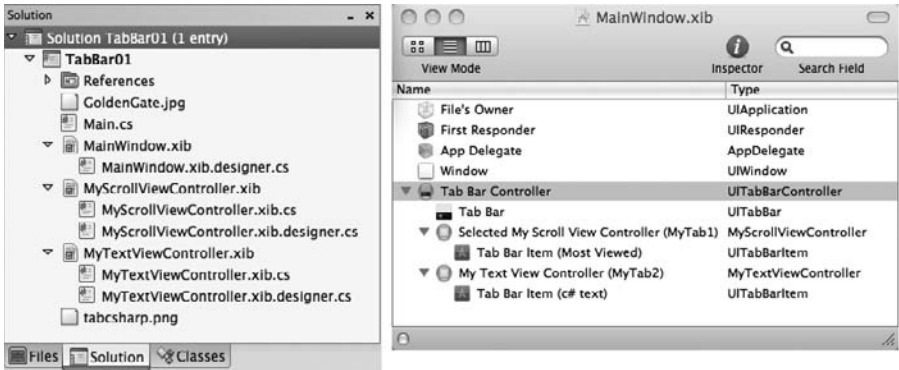 Solution
Solution TabBar01 (1 entry)
TabBar01
References
GoldenGate.jpg
Main.cs
MainWindow.xib
MainWindow.xib.designer.cs
MyScrollViewController.xib
MyScrollViewController.xib.cs
MyScrollViewController.xib.designer.cs
MyTextViewController.xib
MyTextViewController.xib.cs
MyTextViewController.xib.designer.cs
tabcsharp.png
Files Solution Classes
MainWindow.xib
View Mode Inspector Search Field
Name Type
File's Owner UIApplication
First Responder UIResponder
App Delegate AppDelegate
Window UIWindow
Tab Bar Controller UITabBarController
Tab Bar UITabBar
Selected My Scroll View Controller (MyTab1) MyScrollViewController
Tab Bar Item (Most Viewed) UITabBarItem
My Text View Controller (MyTab2) MyTextViewController
Tab Bar Item (c# text) UITabBarItem